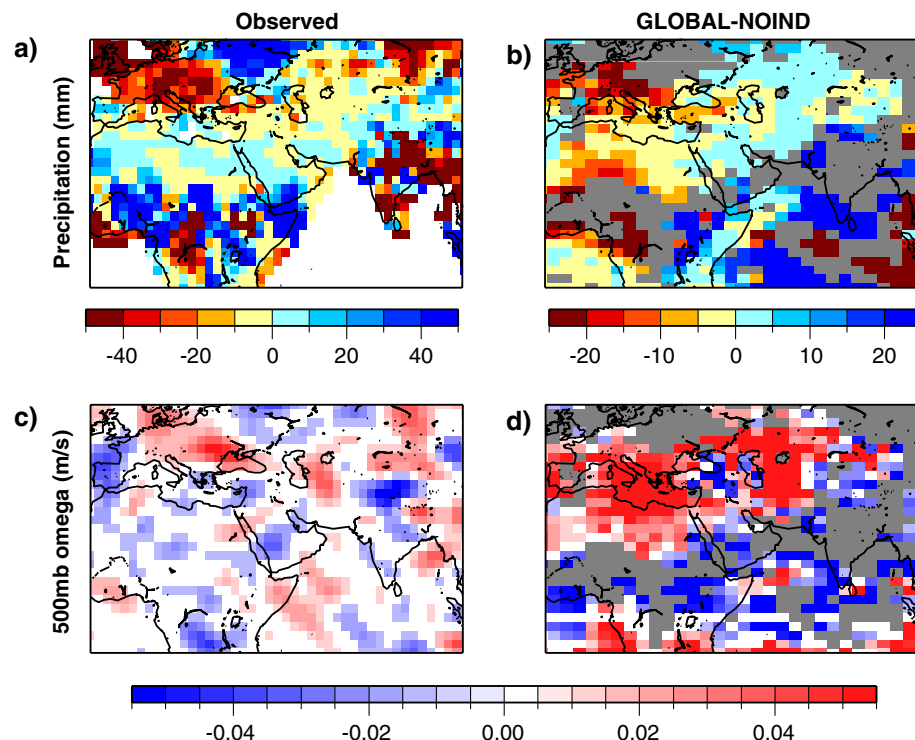 Observed
GLOBAL-NOIND
a)
b)
Precipitation (mm)
-40 -20 0 20 40
-20 -10 0 10 20
c)
d)
500mb omega (m/s)
-0.04 -0.02 0.00 0.02 0.04